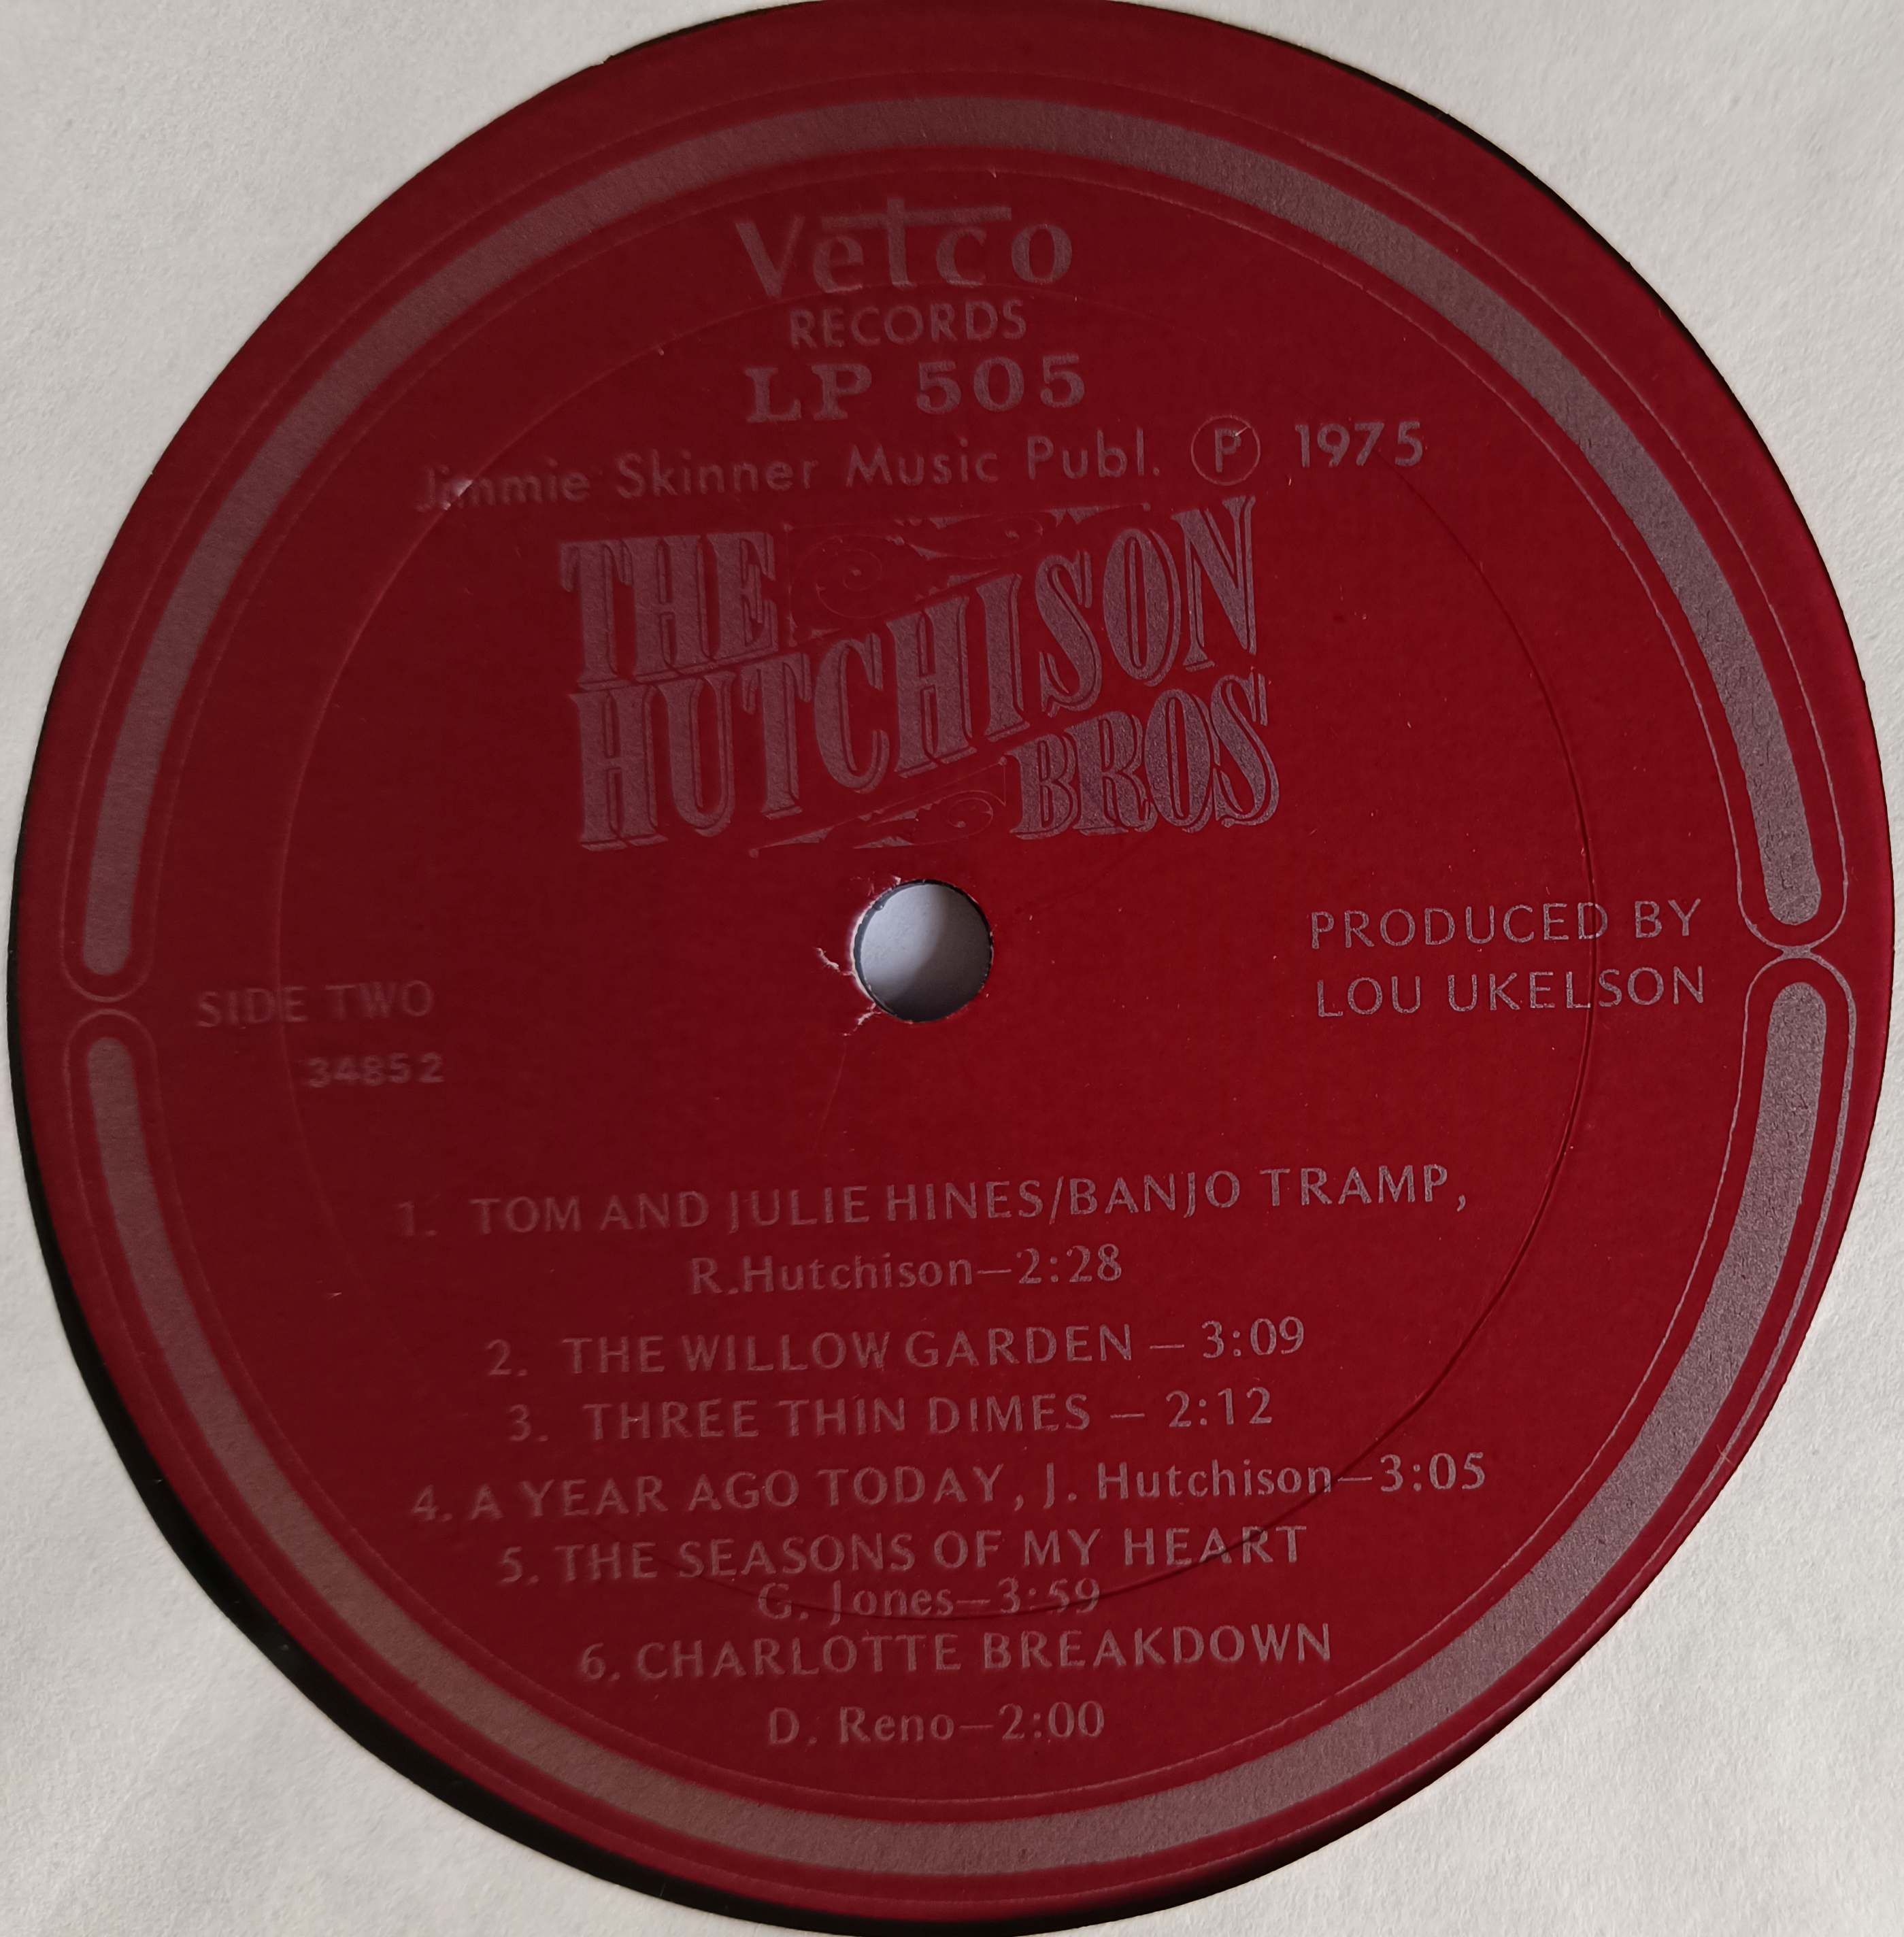 Vetco
RECORDS
LP 505
Jimmie Skinner Music Publ. Ⓟ 1975
THE
HUTCHISON
BROS
PRODUCED BY
LOU UKELSON
SIDE TWO
34852
1. TOM AND JULIE HINES/BANJO TRAMP,
R.Hutchison—2:28
2. THE WILLOW GARDEN — 3:09
3. THREE THIN DIMES — 2:12
4. A YEAR AGO TODAY, J. Hutchison—3:05
5. THE SEASONS OF MY HEART
G. Jones—3:59
6. CHARLOTTE BREAKDOWN
D. Reno—2:00